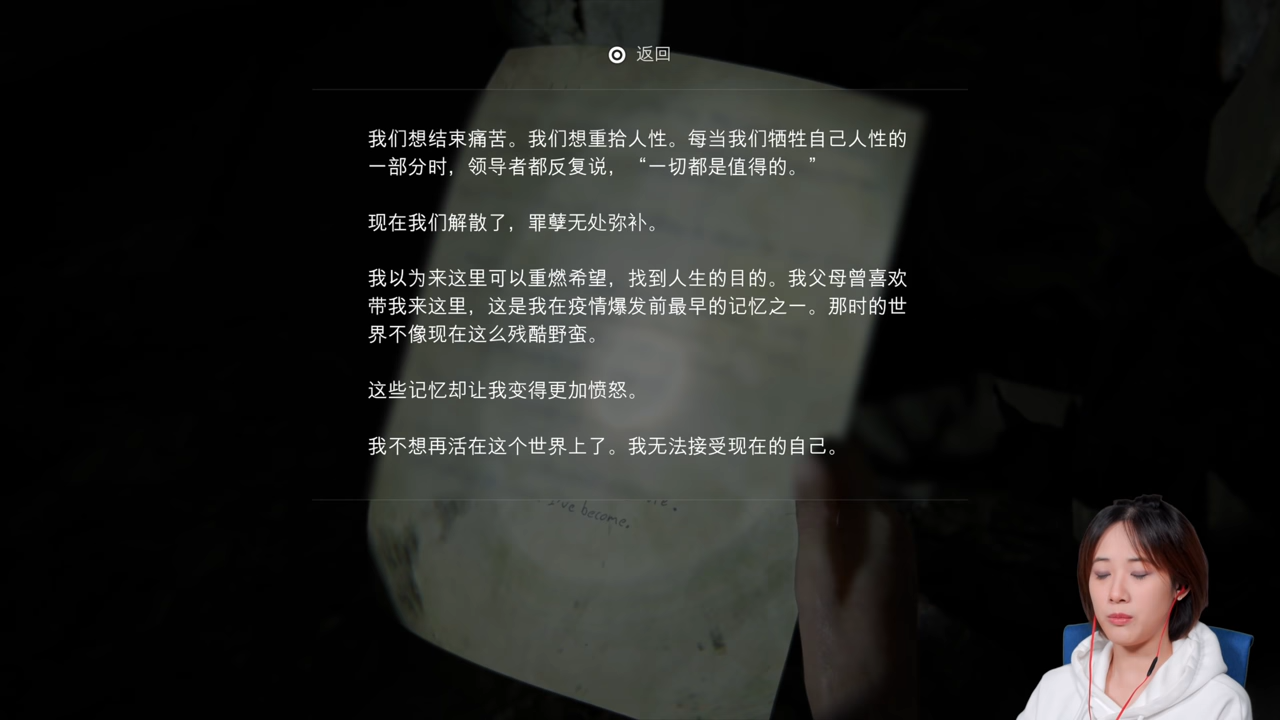 返回
我们想结束痛苦。我们想重拾人性。每当我们牺牲自己人性的
一部分时，领导者都反复说，“一切都是值得的。”
现在我们解散了，罪孽无处弥补。
我以为来这里可以重燃希望，找到人生的目的。我父母曾喜欢
带我来这里，这是我在疫情爆发前最早的记忆之一。那时的世
界不像现在这么残酷野蛮。
这些记忆却让我变得更加愤怒。
我不想再活在这个世界上了。我无法接受现在的自己。
I've become.